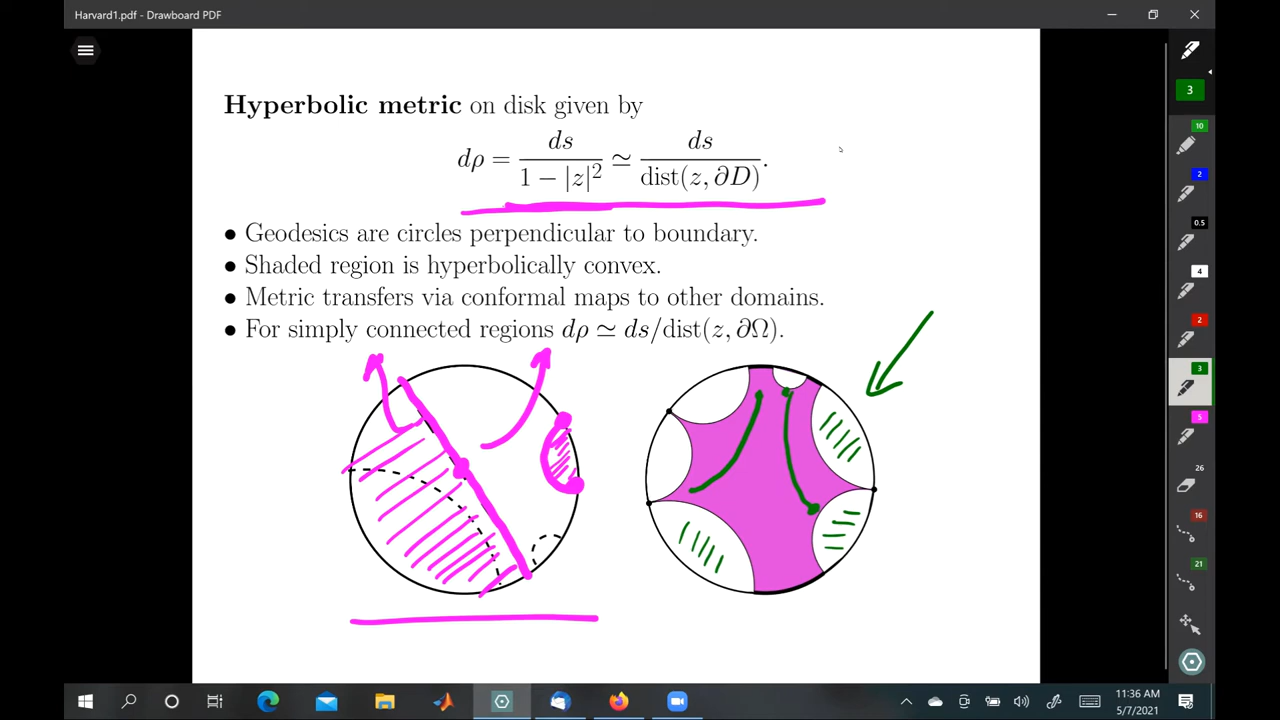 Harvard1.pdf - Drawboard PDF
Hyperbolic metric on disk given by
dρ = ds / (1 − |z|²) ≃ ds / dist(z, ∂D).
• Geodesics are circles perpendicular to boundary.
• Shaded region is hyperbolically convex.
• Metric transfers via conformal maps to other domains.
• For simply connected regions dρ ≃ ds/dist(z, ∂Ω).
3
10
2
0.5
4
2
3
5
26
16
21
11:36 AM
5/7/2021